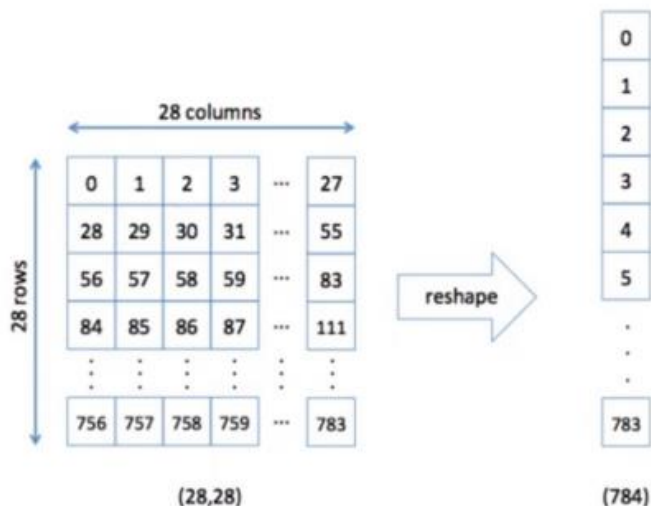 28 columns
28 rows
0 1 2 3 ... 27
28 29 30 31 ... 55
56 57 58 59 ... 83
84 85 86 87 ... 111
756 757 758 759 ... 783
(28,28)
reshape
0
1
2
3
4
5
783
(784)